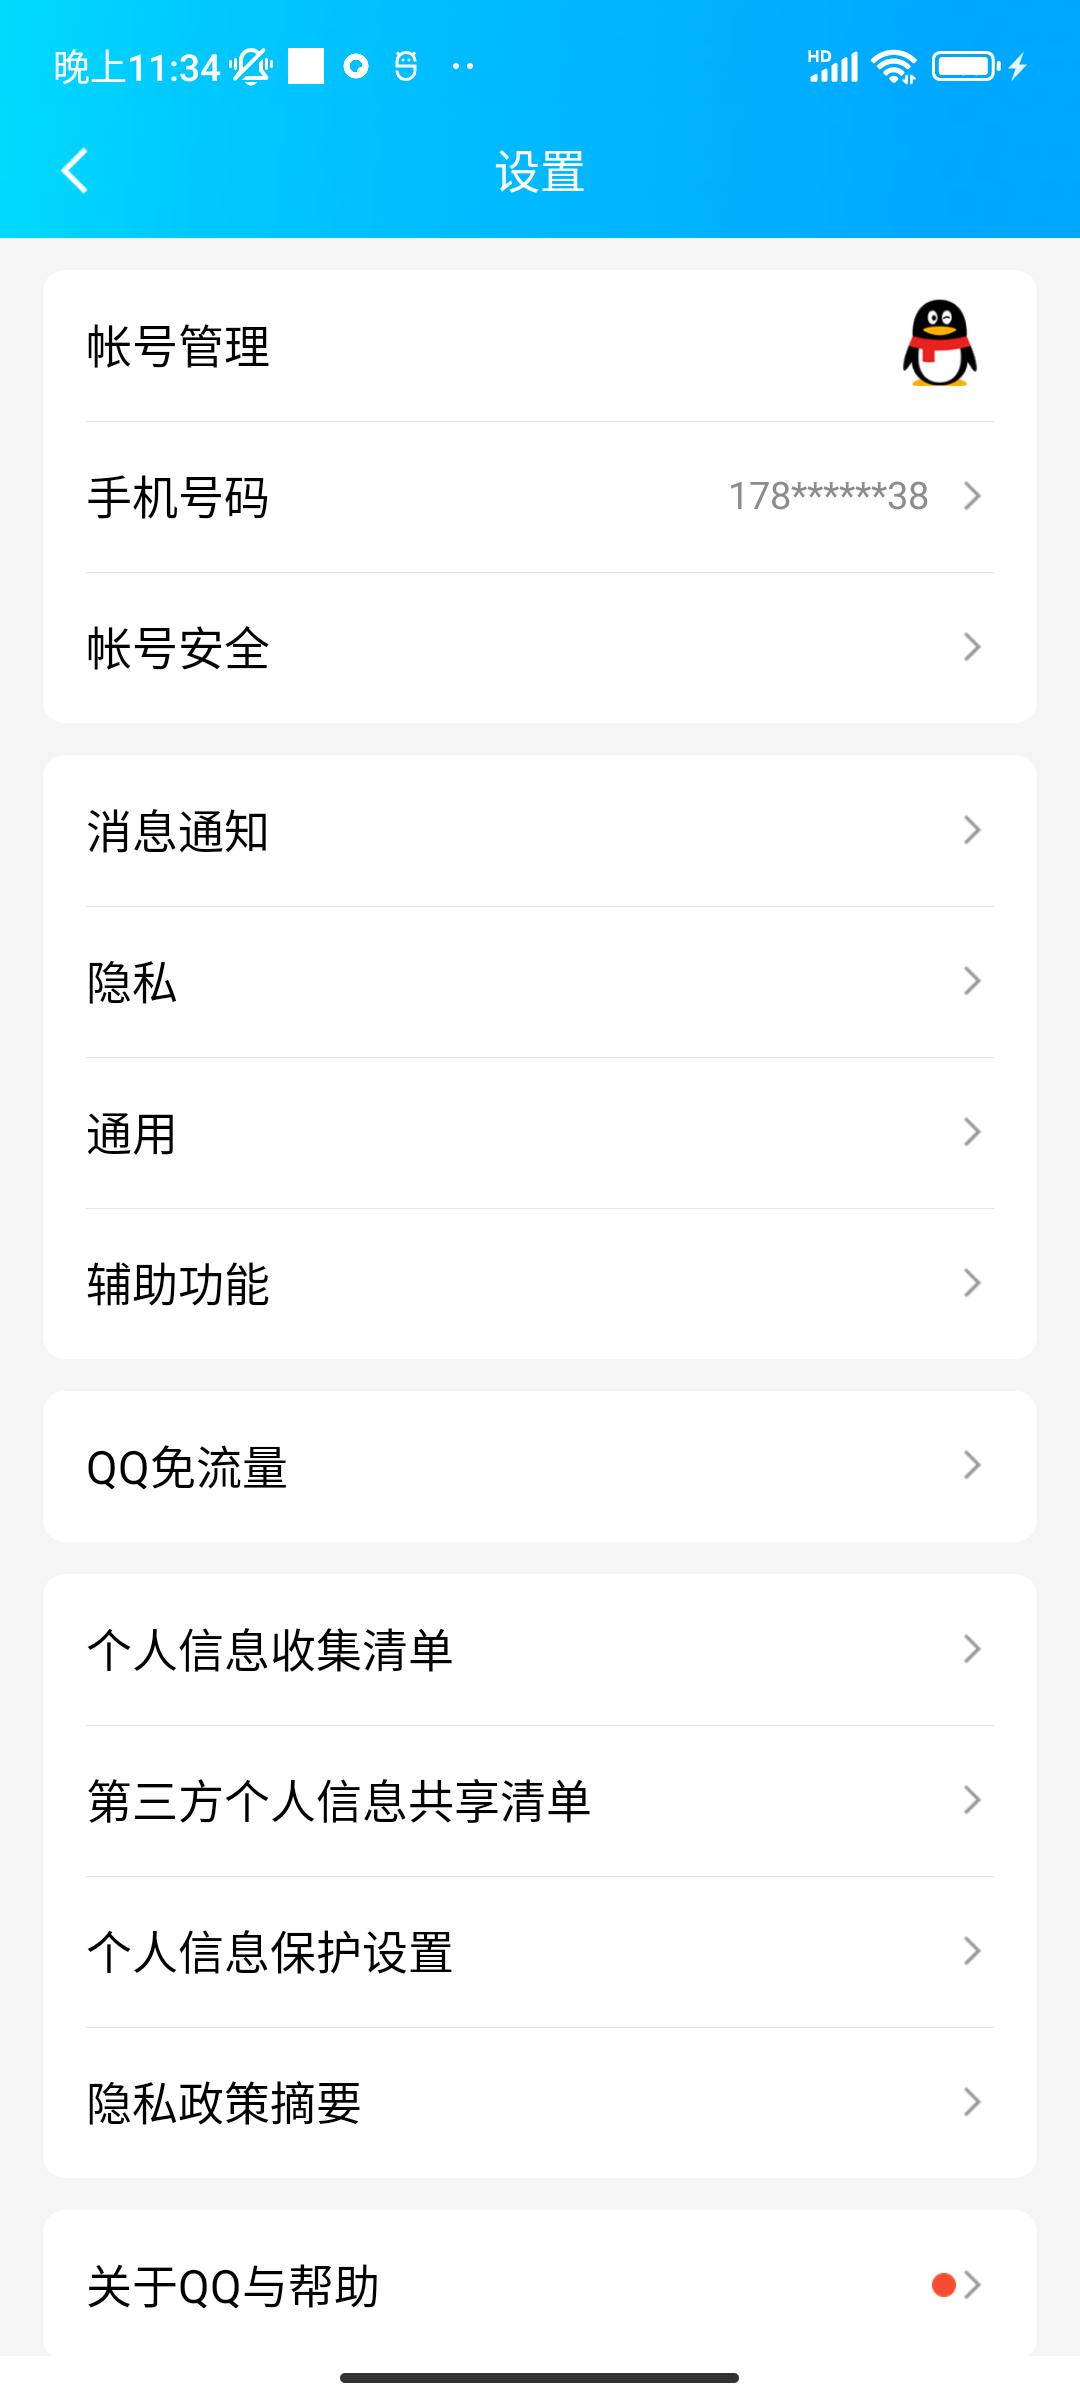 晚上11:34
HD
设置
帐号管理
手机号码 178******38
帐号安全
消息通知
隐私
通用
辅助功能
QQ免流量
个人信息收集清单
第三方个人信息共享清单
个人信息保护设置
隐私政策摘要
关于QQ与帮助